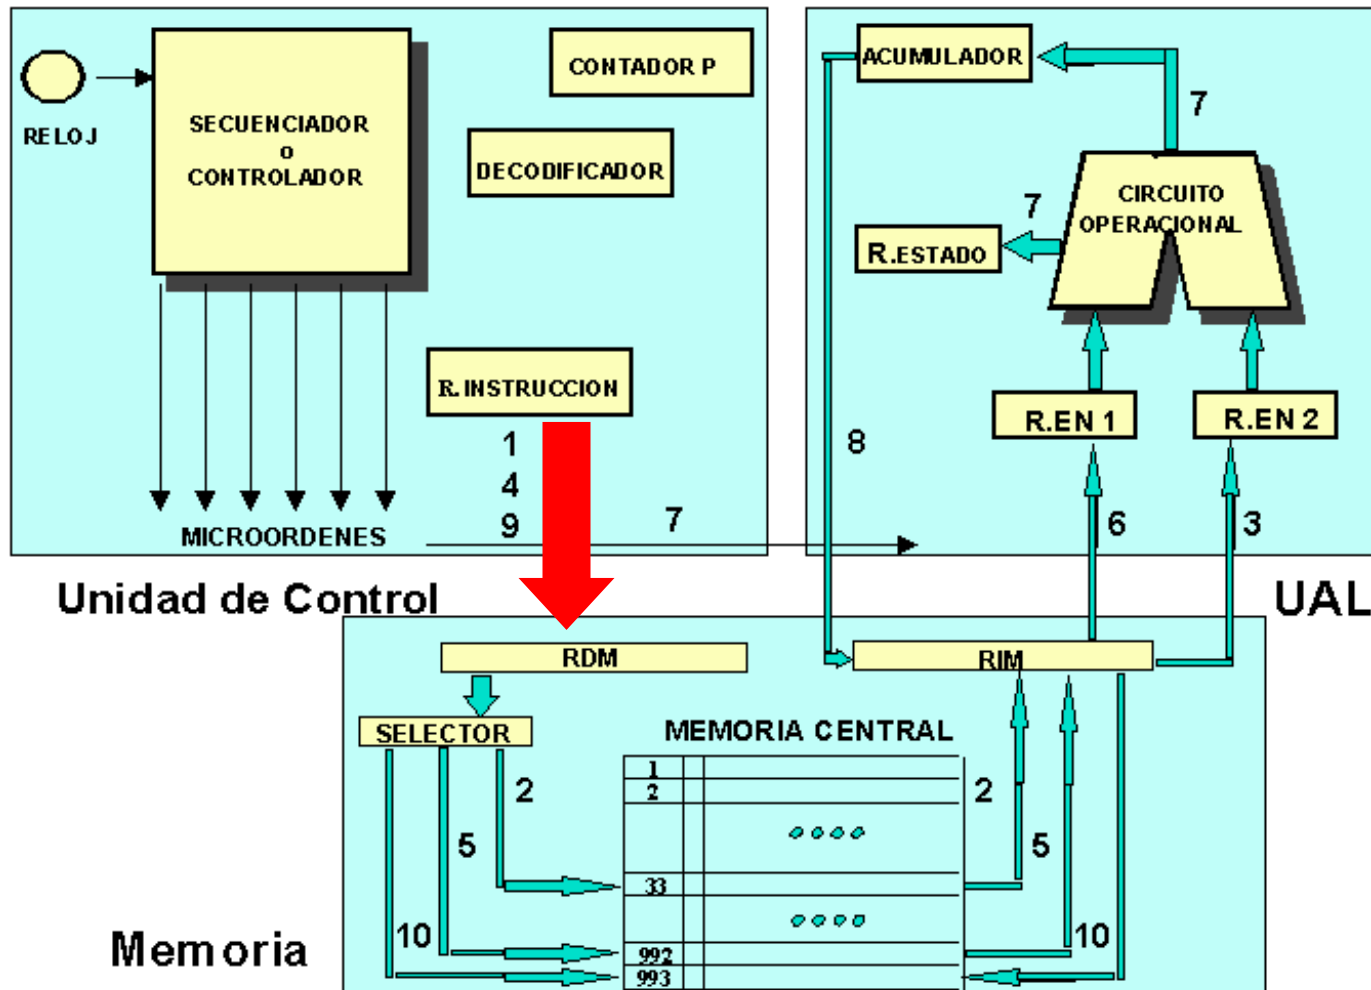 RELOJ
SECUENCIADOR
o
CONTROLADOR
CONTADOR P
DECODIFICADOR
R.INSTRUCCION
1
4
9
7
MICROORDENES
Unidad de Control
ACUMULADOR
7
CIRCUITO
OPERACIONAL
7
R.ESTADO
R.EN 1
R.EN 2
8
6
3
UAL
RDM
RIM
SELECTOR
MEMORIA CENTRAL
1
2
2
2
5
5
33
10
10
992
993
Memoria